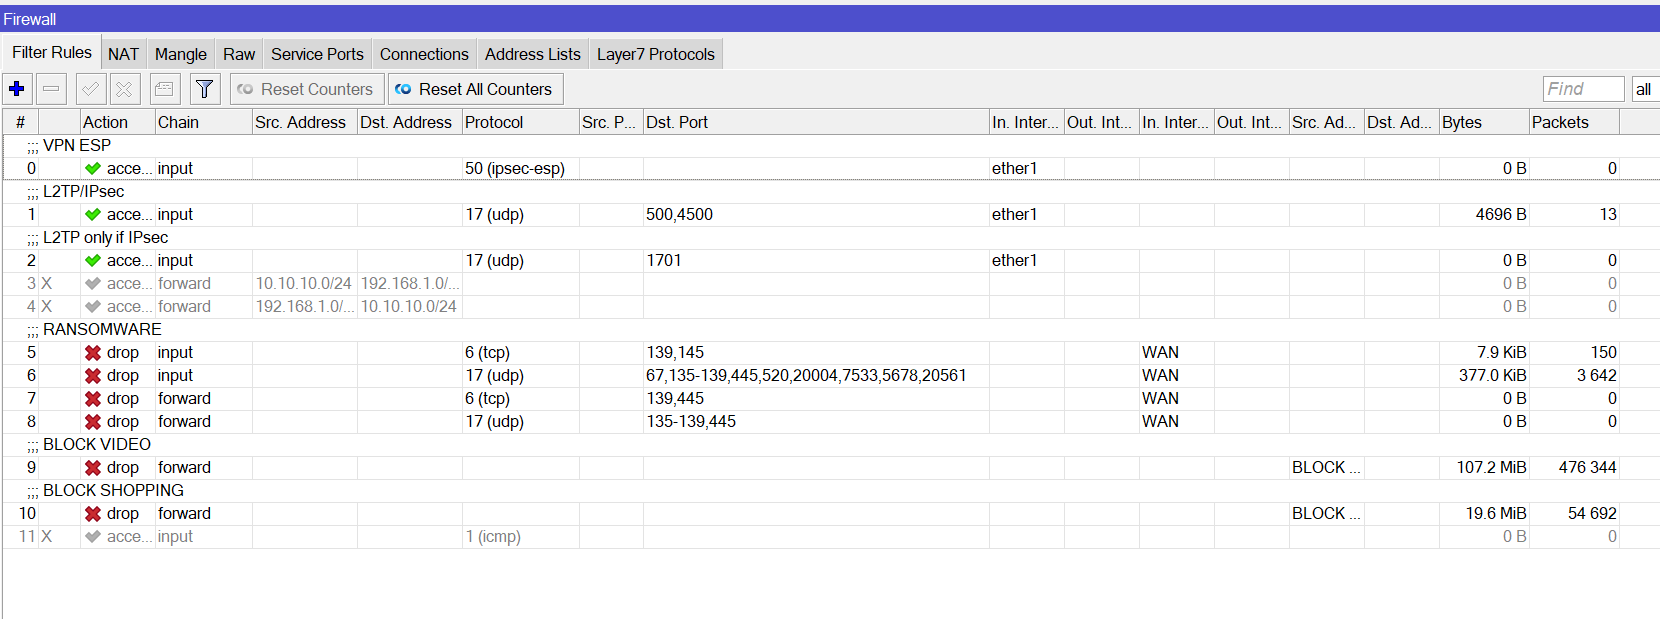 Firewall
Filter Rules NAT Mangle Raw Service Ports Connections Address Lists Layer7 Protocols
Reset Counters Reset All Counters Find all
# Action Chain Src. Address Dst. Address Protocol Src. P... Dst. Port In. Inter... Out. Int... In. Inter... Out. Int... Src. Ad... Dst. Ad... Bytes Packets
;;; VPN ESP
0 acce... input 50 (ipsec-esp) ether1 0 B 0
;;; L2TP/IPsec
1 acce... input 17 (udp) 500,4500 ether1 4696 B 13
;;; L2TP only if IPsec
2 acce... input 17 (udp) 1701 ether1 0 B 0
3 X acce... forward 10.10.10.0/24 192.168.1.0/... 0 B 0
4 X acce... forward 192.168.1.0/... 10.10.10.0/24 0 B 0
;;; RANSOMWARE
5 drop input 6 (tcp) 139,145 WAN 7.9 KiB 150
6 drop input 17 (udp) 67,135-139,445,520,20004,7533,5678,20561 WAN 377.0 KiB 3 642
7 drop forward 6 (tcp) 139,445 WAN 0 B 0
8 drop forward 17 (udp) 135-139,445 WAN 0 B 0
;;; BLOCK VIDEO
9 drop forward BLOCK ... 107.2 MiB 476 344
;;; BLOCK SHOPPING
10 drop forward BLOCK ... 19.6 MiB 54 692
11 X acce... input 1 (icmp) 0 B 0